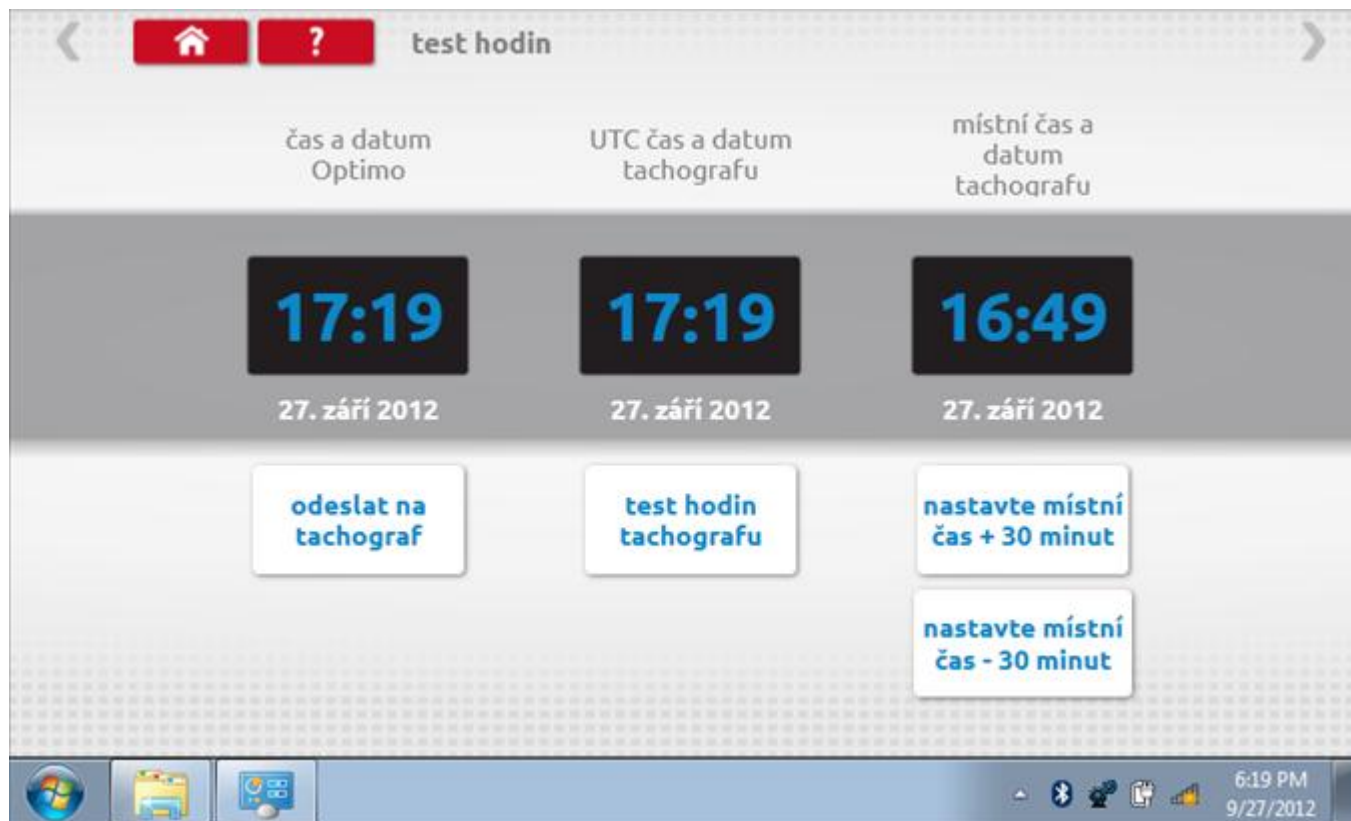 ? test hodin
čas a datum
Optimo
UTC čas a datum
tachografu
místní čas a
datum
tachografu
17:19
17:19
16:49
27. září 2012
27. září 2012
27. září 2012
odeslat na
tachograf
test hodin
tachografu
nastavte místní
čas + 30 minut
nastavte místní
čas - 30 minut
6:19 PM
9/27/2012